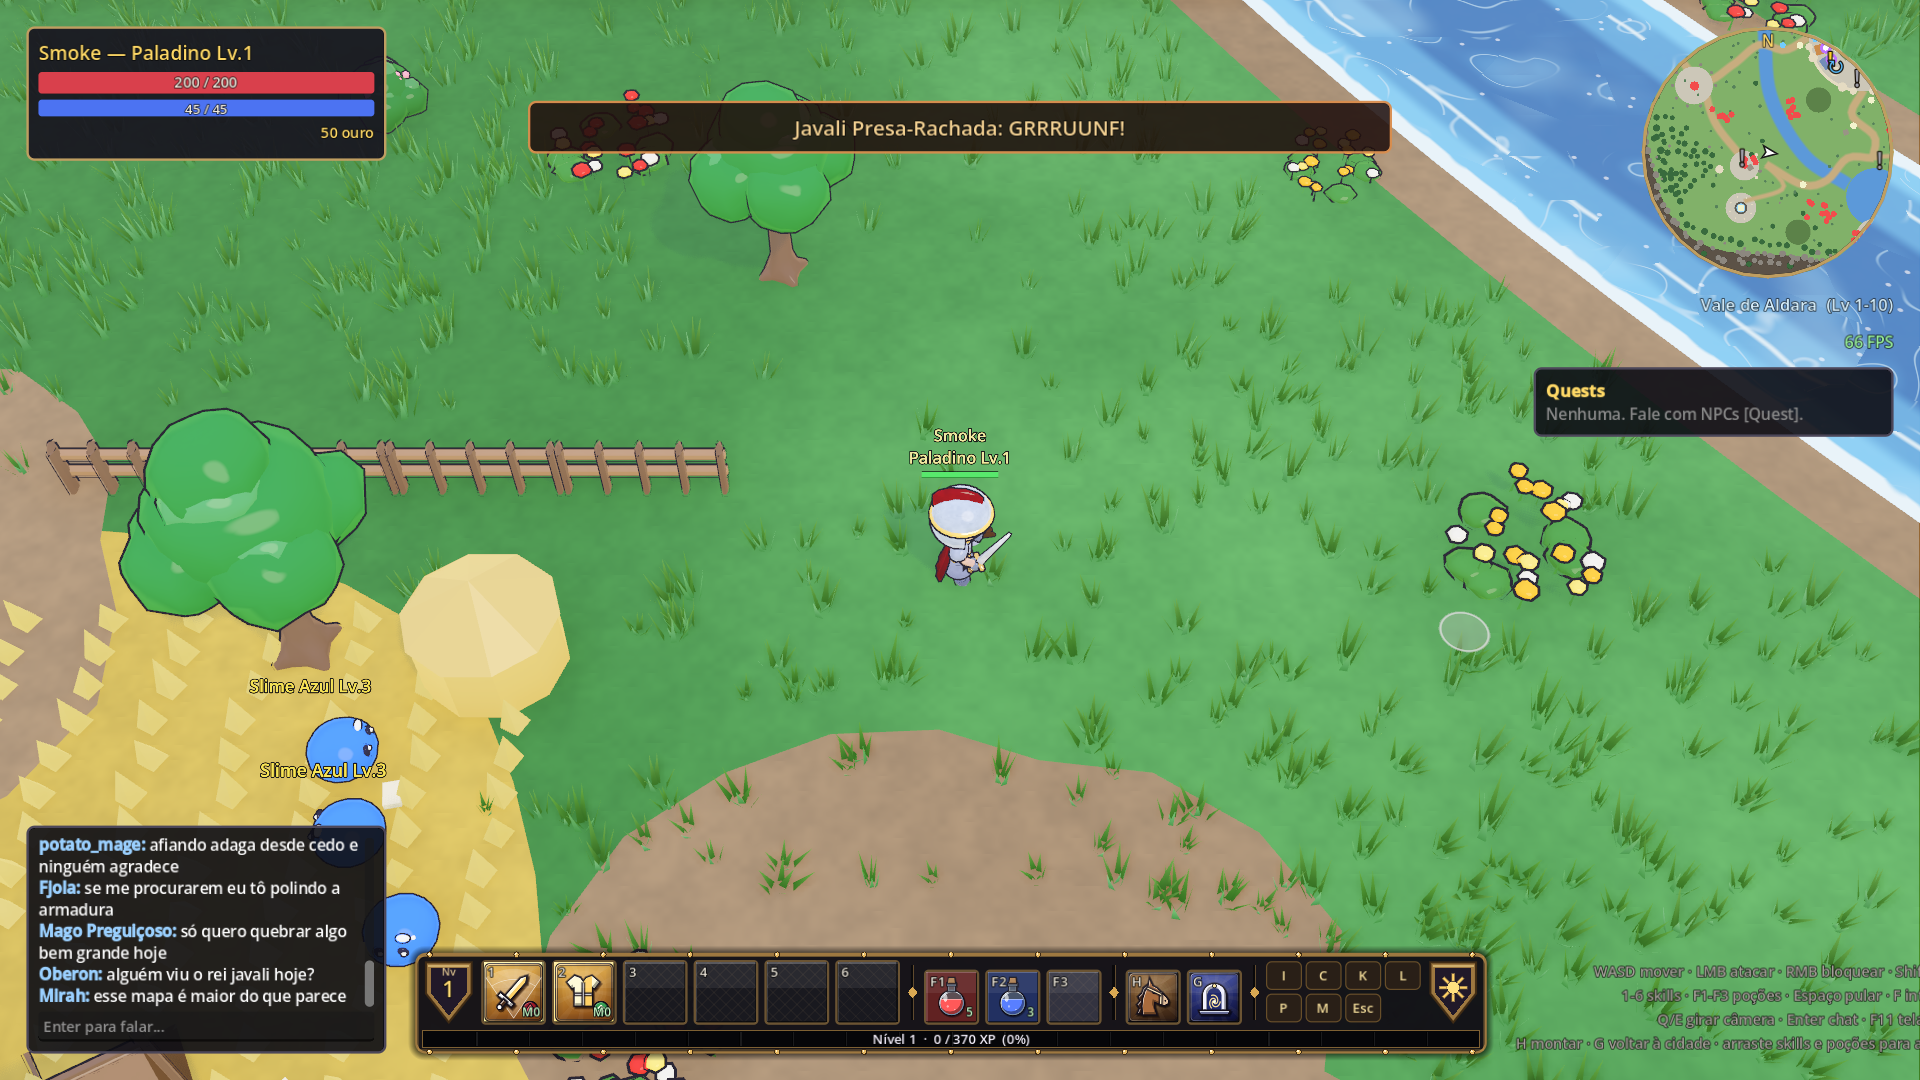 Smoke — Paladino Lv.1
200 / 200
45 / 45
50 ouro
Javali Presa-Rachada: GRRRUUNF!
N
Vale de Aldara (Lv 1-10)
66 FPS
Quests
Nenhuma. Fale com NPCs [Quest].
Smoke
Paladino Lv.1
Slime Azul Lv.3
Slime Azul Lv.3
potato_mage: afiando adaga desde cedo e
ninguém agradece
Fjola: se me procurarem eu tô polindo a
armadura
Mago Preguiçoso: só quero quebrar algo
bem grande hoje
Oberon: alguém viu o rei javali hoje?
Mirah: esse mapa é maior do que parece
Enter para falar...
Nv
1
1
M0
2
M0
3
4
5
6
F1
5
F2
3
F3
H
G
I
C
K
L
P
M
Esc
Nível 1 · 0 / 370 XP (0%)
WASD mover · LMB atacar · RMB bloquear · Shi
1-6 skills · F1-F3 poções · Espaço pular · F in
Q/E girar câmera · Enter chat · F11 tel
H montar · G voltar à cidade · arraste skills e poções para a